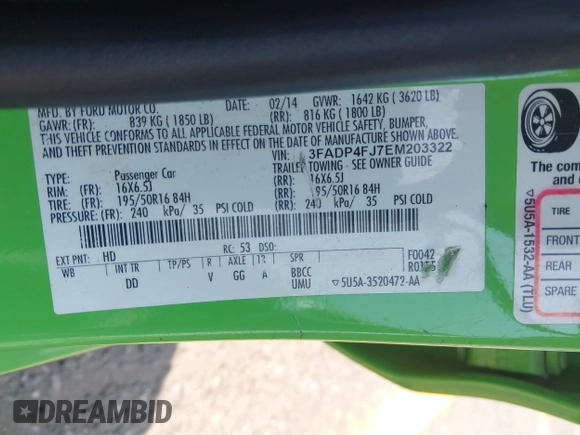 MFD. BY FORD MOTOR CO.
DATE: 02/14 GVWR: 1642 KG ( 3620 LB)
GAWR: (FR): 839 KG ( 1850 LB) (RR): 816 KG ( 1800 LB)
THIS VEHICLE CONFORMS TO ALL APPLICABLE FEDERAL MOTOR VEHICLE SAFETY, BUMPER,
AND THEFT PREVENTION STANDARDS IN EFFECT ON THE DATE OF MANUFACTURE SHOWN ABOVE.
VIN: 3FADP4FJ7EM203322
TYPE: Passenger Car TRAILER TOWING - SEE OWNER GUIDE
RIM: (FR): 16X6.5J (RR): 16X6.5J
TIRE: (FR): 195/50R16 84H (RR): 195/50R16 84H
PRESSURE: (FR): 240 kPa/ 35 PSI COLD (RR): 240 kPa/ 35 PSI COLD
EXT PNT: HD RC: 53 DSO: F0042
WB INT TR TP/PS R AXLE 12 SPR
DD V GG A BBCC
UMU ▽5U5A-3520472-AA
The com
and c
TIRE
FRONT
REAR
SPARE
▽5U5A-1532-AA (TLU)
DREAMBID